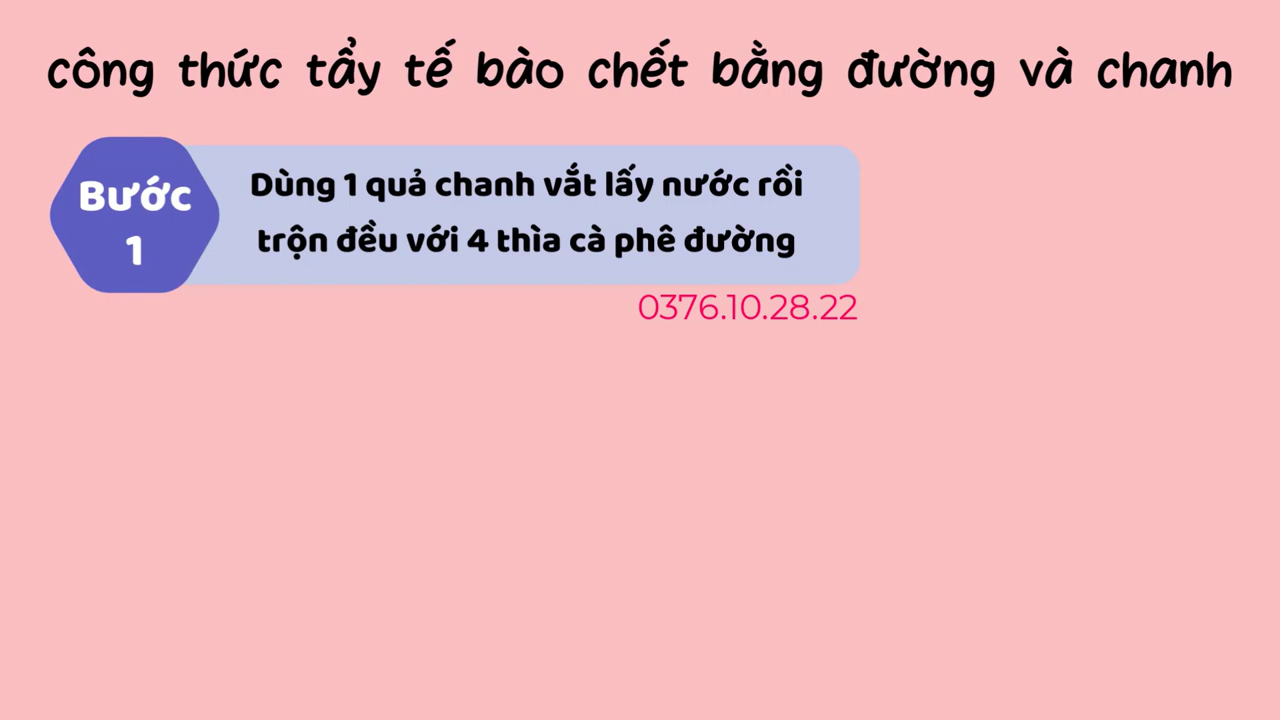 công thức tẩy tế bào chết bằng đường và chanh
Bước
1
Dùng 1 quả chanh vắt lấy nước rồi
trộn đều với 4 thìa cà phê đường
0376.10.28.22